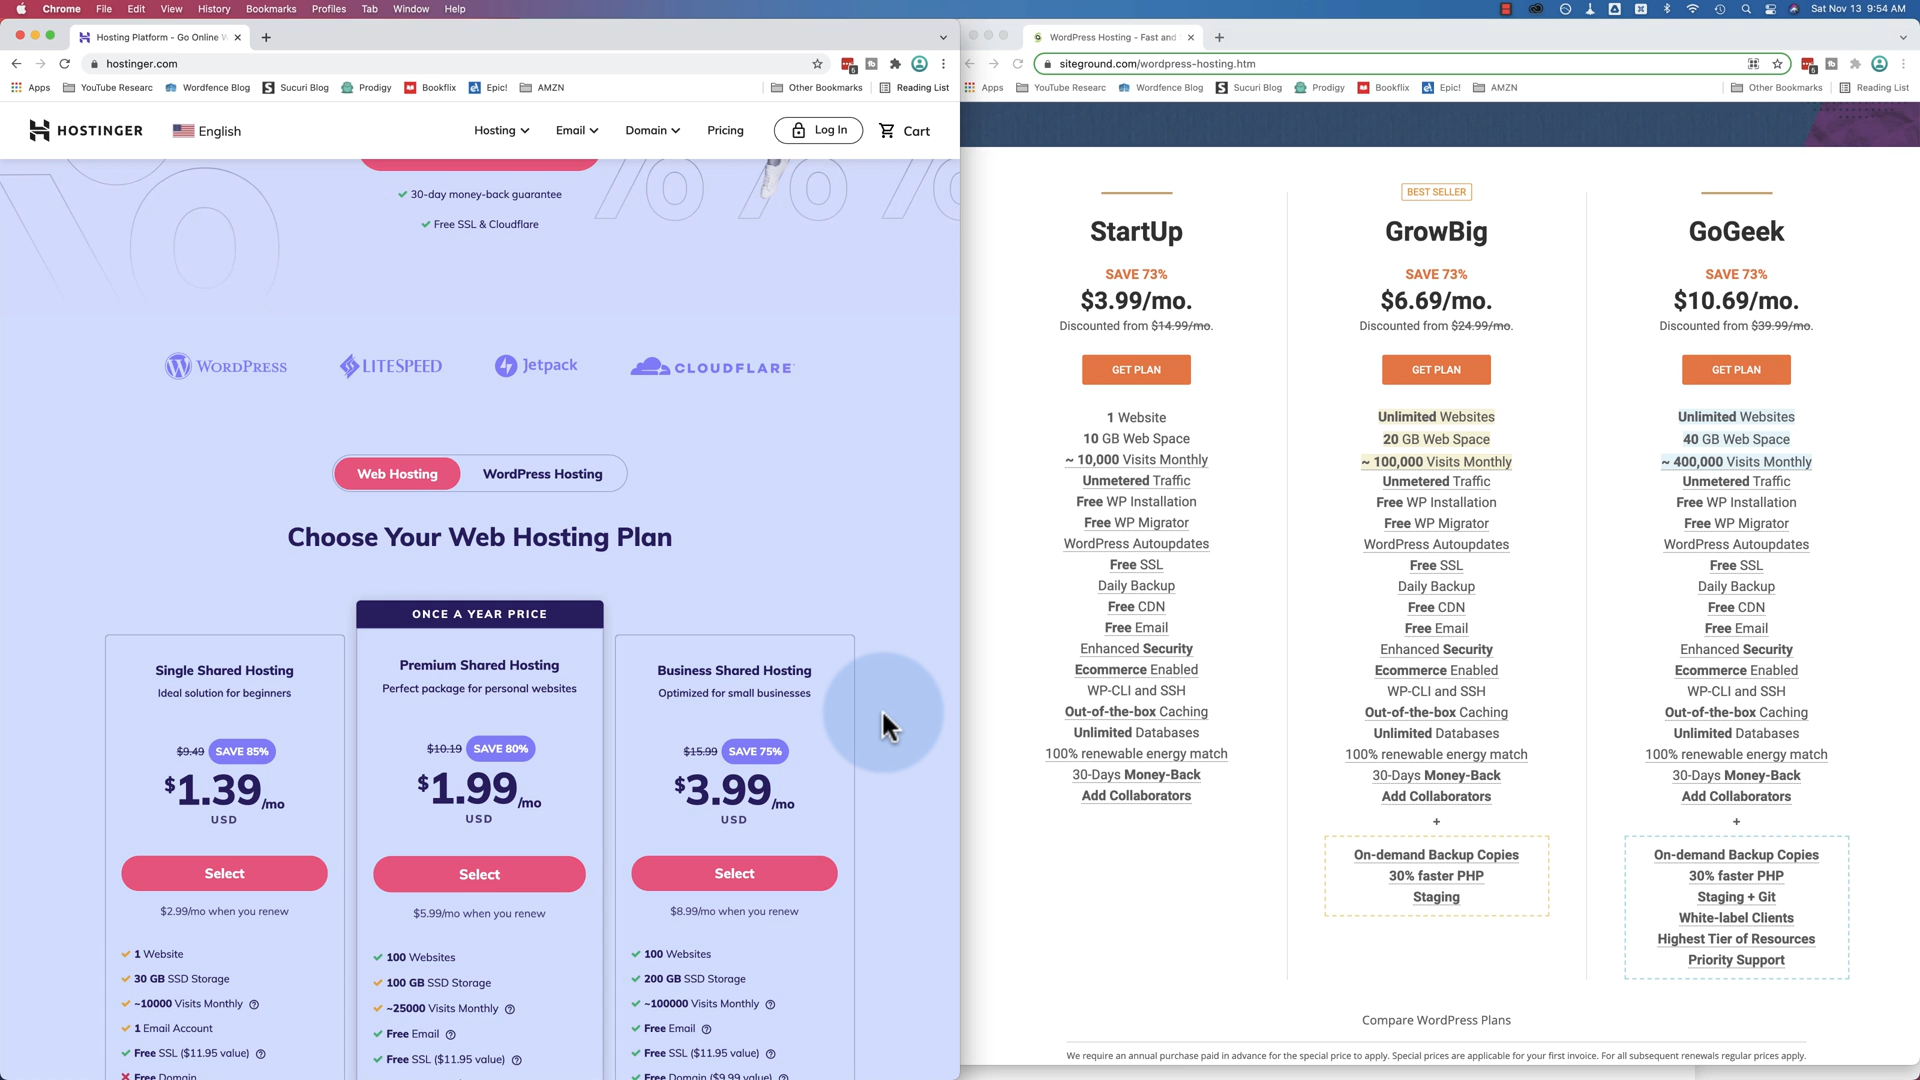 Chrome File Edit View History Bookmarks Profiles Tab Window Help
Sat Nov 13 9:54 AM
Hosting Platform - Go Online W
hostinger.com
Apps YouTube Researc Wordfence Blog Sucuri Blog Prodigy Bookflix Epic! AMZN
Other Bookmarks Reading List
HOSTINGER
English
Hosting Email Domain Pricing Log In Cart
30-day money-back guarantee
Free SSL & Cloudflare
WORDPRESS LITESPEED Jetpack CLOUDFLARE
Web Hosting WordPress Hosting
Choose Your Web Hosting Plan
Single Shared Hosting
Ideal solution for beginners
$9.49 SAVE 85%
$1.39/mo
USD
Select
$2.99/mo when you renew
1 Website
30 GB SSD Storage
~10000 Visits Monthly
1 Email Account
Free SSL ($11.95 value)
Free Domain
ONCE A YEAR PRICE
Premium Shared Hosting
Perfect package for personal websites
$10.19 SAVE 80%
$1.99/mo
USD
Select
$5.99/mo when you renew
100 Websites
100 GB SSD Storage
~25000 Visits Monthly
Free Email
Free SSL ($11.95 value)
Business Shared Hosting
Optimized for small businesses
$15.99 SAVE 75%
$3.99/mo
USD
Select
$8.99/mo when you renew
100 Websites
200 GB SSD Storage
~100000 Visits Monthly
Free Email
Free SSL ($11.95 value)
Free Domain ($9.99 value)
WordPress Hosting - Fast and
siteground.com/wordpress-hosting.htm
Apps YouTube Researc Wordfence Blog Sucuri Blog Prodigy Bookflix Epic! AMZN
Other Bookmarks Reading List
StartUp
SAVE 73%
$3.99/mo.
Discounted from $14.99/mo.
GET PLAN
1 Website
10 GB Web Space
~ 10,000 Visits Monthly
Unmetered Traffic
Free WP Installation
Free WP Migrator
WordPress Autoupdates
Free SSL
Daily Backup
Free CDN
Free Email
Enhanced Security
Ecommerce Enabled
WP-CLI and SSH
Out-of-the-box Caching
Unlimited Databases
100% renewable energy match
30-Days Money-Back
Add Collaborators
BEST SELLER
GrowBig
SAVE 73%
$6.69/mo.
Discounted from $24.99/mo.
GET PLAN
Unlimited Websites
20 GB Web Space
~ 100,000 Visits Monthly
Unmetered Traffic
Free WP Installation
Free WP Migrator
WordPress Autoupdates
Free SSL
Daily Backup
Free CDN
Free Email
Enhanced Security
Ecommerce Enabled
WP-CLI and SSH
Out-of-the-box Caching
Unlimited Databases
100% renewable energy match
30-Days Money-Back
Add Collaborators
+
On-demand Backup Copies
30% faster PHP
Staging
GoGeek
SAVE 73%
$10.69/mo.
Discounted from $39.99/mo.
GET PLAN
Unlimited Websites
40 GB Web Space
~ 400,000 Visits Monthly
Unmetered Traffic
Free WP Installation
Free WP Migrator
WordPress Autoupdates
Free SSL
Daily Backup
Free CDN
Free Email
Enhanced Security
Ecommerce Enabled
WP-CLI and SSH
Out-of-the-box Caching
Unlimited Databases
100% renewable energy match
30-Days Money-Back
Add Collaborators
+
On-demand Backup Copies
30% faster PHP
Staging + Git
White-label Clients
Highest Tier of Resources
Priority Support
Compare WordPress Plans
We require an annual purchase paid in advance for the special price to apply. Special prices are applicable for your first invoice. For all subsequent renewals regular prices apply.